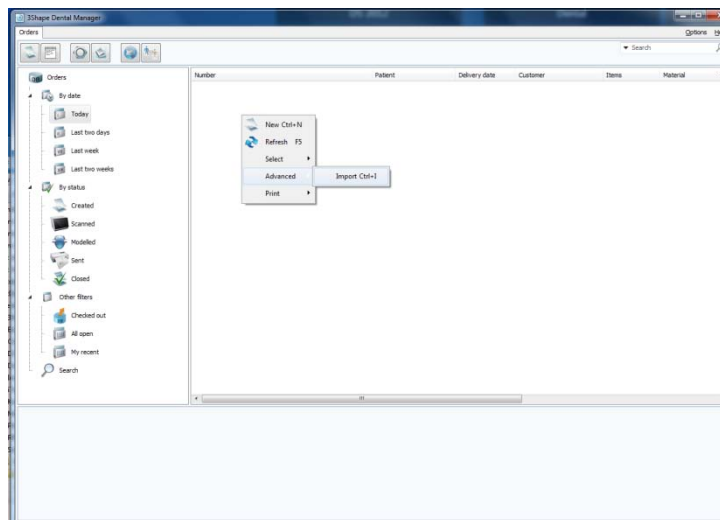 3Shape Dental Manager
Orders
Options
Search
Orders
By date
Today
Last two days
Last week
Last two weeks
By status
Created
Scanned
Modelled
Sent
Closed
Other filters
Checked out
All open
My recent
Search
Number Patient Delivery date Customer Items Material
New Ctrl+N
Refresh F5
Select
Advanced
Import Ctrl+I
Print